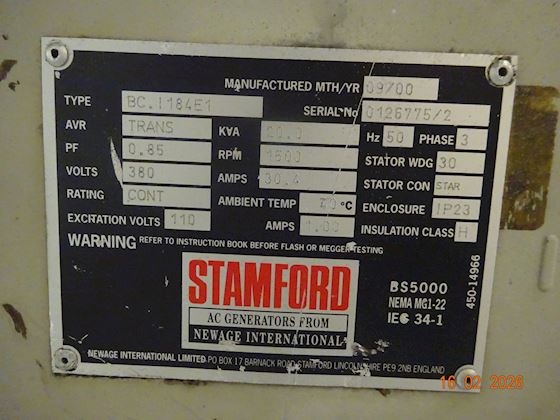 MANUFACTURED MTH/YR 09/00
TYPE BC.I184E1 SERIAL No 0126775/2
AVR TRANS KVA 20.0 Hz 50 PHASE 3
PF 0.85 RPM 1500 STATOR WDG 30
VOLTS 380 AMPS 30.4 STATOR CON STAR
RATING CONT AMBIENT TEMP 40 °C ENCLOSURE IP23
EXCITATION VOLTS 110 AMPS 1.00 INSULATION CLASS H
WARNING REFER TO INSTRUCTION BOOK BEFORE FLASH OR MEGGER TESTING
STAMFORD
AC GENERATORS FROM
NEWAGE INTERNATIONAL
BS5000
NEMA MG1-22
IEC 34-1
450-14966
NEWAGE INTERNATIONAL LIMITED PO BOX 17 BARNACK ROAD STAMFORD LINCOLNSHIRE PE9 2NB ENGLAND
16 02 2026